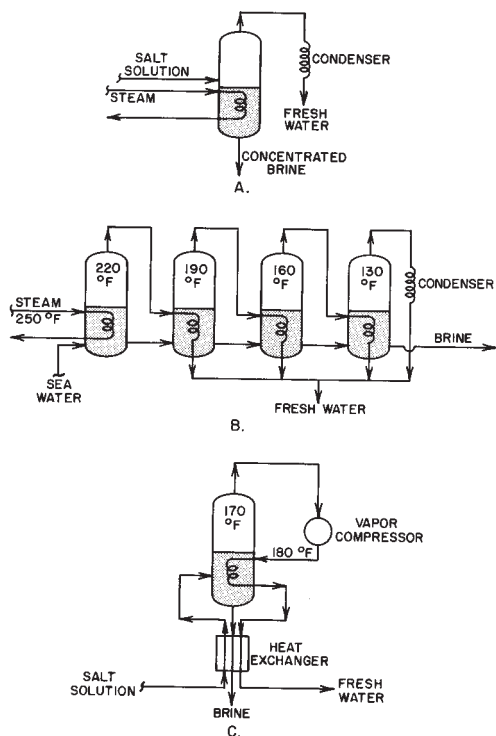 SALT
SOLUTION
STEAM
CONDENSER
FRESH
WATER
CONCENTRATED
BRINE
A.
220
°F
190
°F
160
°F
130
°F
STEAM
250 °F
CONDENSER
BRINE
SEA
WATER
FRESH WATER
B.
170
°F
VAPOR
COMPRESSOR
180 °F
HEAT
EXCHANGER
SALT
SOLUTION
FRESH
WATER
BRINE
C.